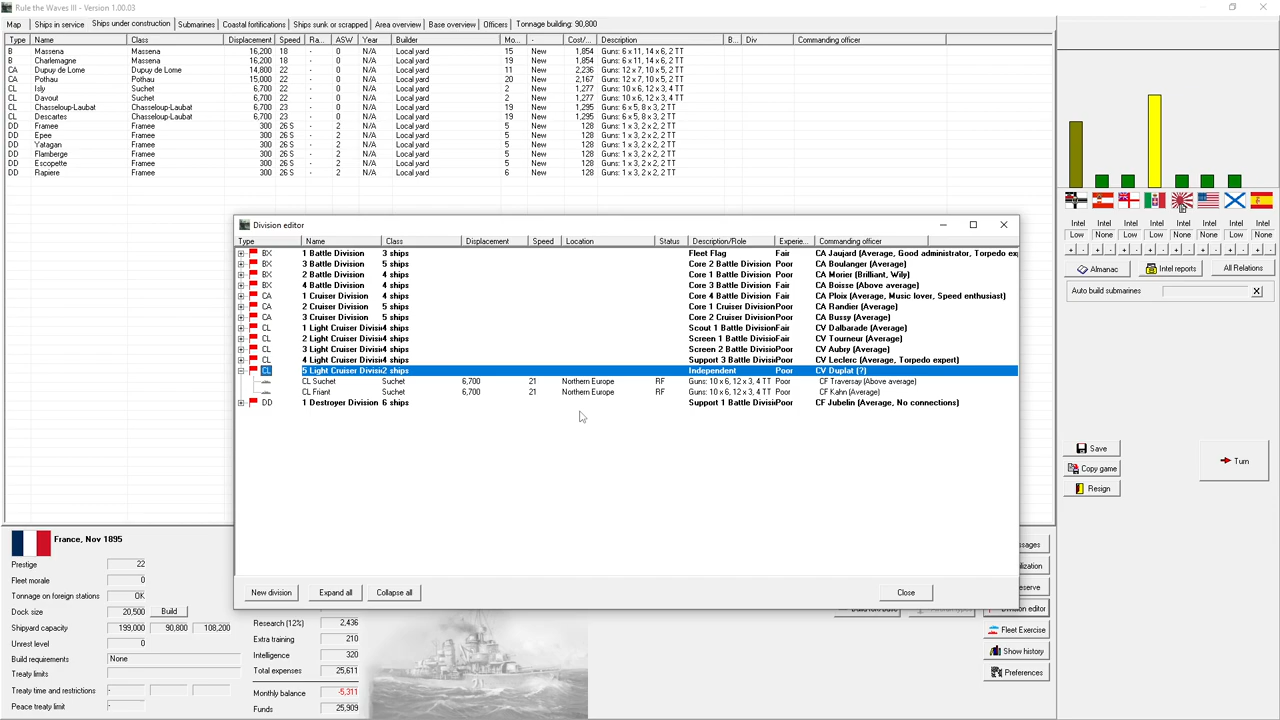 Rule the Waves III - Version 1.00.03
Map Ships in service Ships under construction Submarines Coastal fortifications Ships sunk or scrapped Area overview Base overview Officers Tonnage building: 90,800
Type Name Class Displacement Speed Ra... ASW Year Builder Mo... - Cost/... Description B... Div Commanding officer
B Massena Massena 16,200 18 - 0 N/A Local yard 15 New 1,854 Guns: 6 x 11, 14 x 6, 2 TT
B Charlemagne Massena 16,200 18 - 0 N/A Local yard 19 New 1,854 Guns: 6 x 11, 14 x 6, 2 TT
CA Dupuy de Lome Dupuy de Lome 14,800 22 - 0 N/A Local yard 11 New 2,236 Guns: 12 x 7, 10 x 5, 2 TT
CA Pothau Pothau 15,000 22 - 0 N/A Local yard 20 New 2,167 Guns: 12 x 7, 10 x 5, 2 TT
CL Isly Suchet 6,700 22 - 0 N/A Local yard 2 New 1,277 Guns: 10 x 6, 12 x 3, 4 TT
CL Davout Suchet 6,700 22 - 0 N/A Local yard 2 New 1,277 Guns: 10 x 6, 12 x 3, 4 TT
CL Chasseloup-Laubat Chasseloup-Laubat 6,700 23 - 0 N/A Local yard 19 New 1,295 Guns: 6 x 5, 8 x 3, 2 TT
CL Descartes Chasseloup-Laubat 6,700 23 - 0 N/A Local yard 19 New 1,295 Guns: 6 x 5, 8 x 3, 2 TT
DD Framee Framee 300 26 S - 2 N/A Local yard 5 New 128 Guns: 1 x 3, 2 x 2, 2 TT
DD Epee Framee 300 26 S - 2 N/A Local yard 5 New 128 Guns: 1 x 3, 2 x 2, 2 TT
DD Yatagan Framee 300 26 S - 2 N/A Local yard 5 New 128 Guns: 1 x 3, 2 x 2, 2 TT
DD Flamberge Framee 300 26 S - 2 N/A Local yard 5 New 128 Guns: 1 x 3, 2 x 2, 2 TT
DD Escopette Framee 300 26 S - 2 N/A Local yard 5 New 128 Guns: 1 x 3, 2 x 2, 2 TT
DD Rapiere Framee 300 26 S - 2 N/A Local yard 6 New 128 Guns: 1 x 3, 2 x 2, 2 TT
Intel Intel Intel Intel Intel Intel Intel Intel
Low None Low Low None None Low None
+ - + - + - + - + - + - + - + -
Almanac Intel reports All Relations
Auto build submarines
Save
Copy game
Resign
Turn
Division editor
Type Name Class Displacement Speed Location Status Description/Role Experie... Commanding officer
BX 1 Battle Division 3 ships Fleet Flag Fair CA Jaujard (Average, Good administrator, Torpedo exp
BX 3 Battle Division 5 ships Core 2 Battle Division Poor CA Boulanger (Average)
BX 2 Battle Division 4 ships Core 1 Battle Division Poor CA Morier (Brilliant, Wily)
BX 4 Battle Division 4 ships Core 3 Battle Division Fair CA Boisse (Above average)
CA 1 Cruiser Division 4 ships Core 4 Battle Division Fair CA Ploix (Average, Music lover, Speed enthusiast)
CA 2 Cruiser Division 4 ships Core 1 Cruiser Division Poor CA Randier (Average)
CA 3 Cruiser Division 5 ships Core 2 Cruiser Division Poor CA Bussy (Average)
CL 1 Light Cruiser Divisi 4 ships Scout 1 Battle Division Fair CV Dalbarade (Average)
CL 2 Light Cruiser Divisi 4 ships Screen 1 Battle Division Fair CV Tourneur (Average)
CL 3 Light Cruiser Divisi 4 ships Screen 2 Battle Division Poor CV Aubry (Average)
CL 4 Light Cruiser Divisi 4 ships Support 3 Battle Division Poor CV Leclerc (Average, Torpedo expert)
CL 5 Light Cruiser Divisi 2 ships Independent Poor CV Duplat (?)
CL Suchet Suchet 6,700 21 Northern Europe RF Guns: 10 x 6, 12 x 3, 4 TT Poor CF Traversay (Above average)
CL Friant Suchet 6,700 21 Northern Europe RF Guns: 10 x 6, 12 x 3, 4 TT Poor CF Kahn (Average)
DD 1 Destroyer Division 6 ships Support 1 Battle Divisi Poor CF Jubelin (Average, No connections)
New division Expand all Collapse all Close
France, Nov 1895
Prestige 22
Fleet morale 0
Tonnage on foreign stations OK
Dock size 20,500 Build
Shipyard capacity 199,000 90,800 108,200
Unrest level 0
Build requirements None
Treaty limits
Treaty time and restrictions - 
Peace treaty limit -
Research (12%) 2,436
Extra training 210
Intelligence 320
Total expenses 25,611
Monthly balance -5,311
Funds 25,909
Division editor
Fleet Exercise
Show history
Preferences